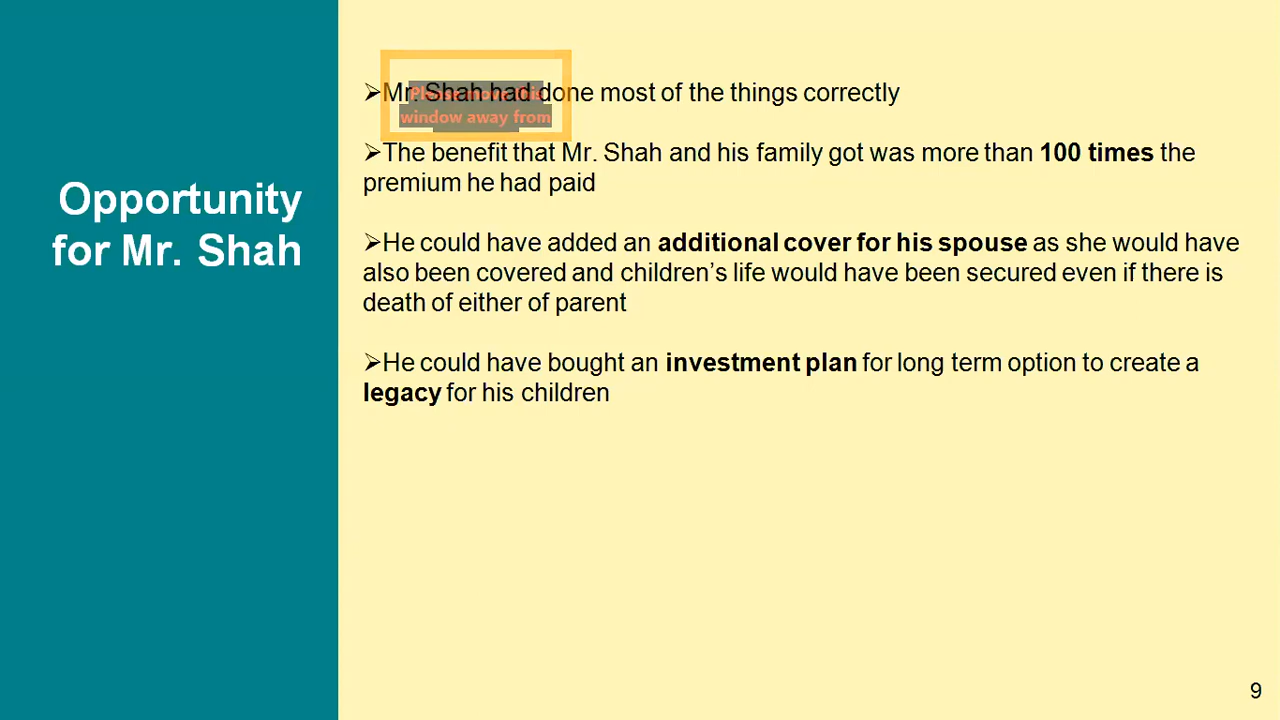 Opportunity
for Mr. Shah
➢Mr. Shah had done most of the things correctly
window away from
➢The benefit that Mr. Shah and his family got was more than 100 times the
premium he had paid
➢He could have added an additional cover for his spouse as she would have
also been covered and children’s life would have been secured even if there is
death of either of parent
➢He could have bought an investment plan for long term option to create a
legacy for his children
9